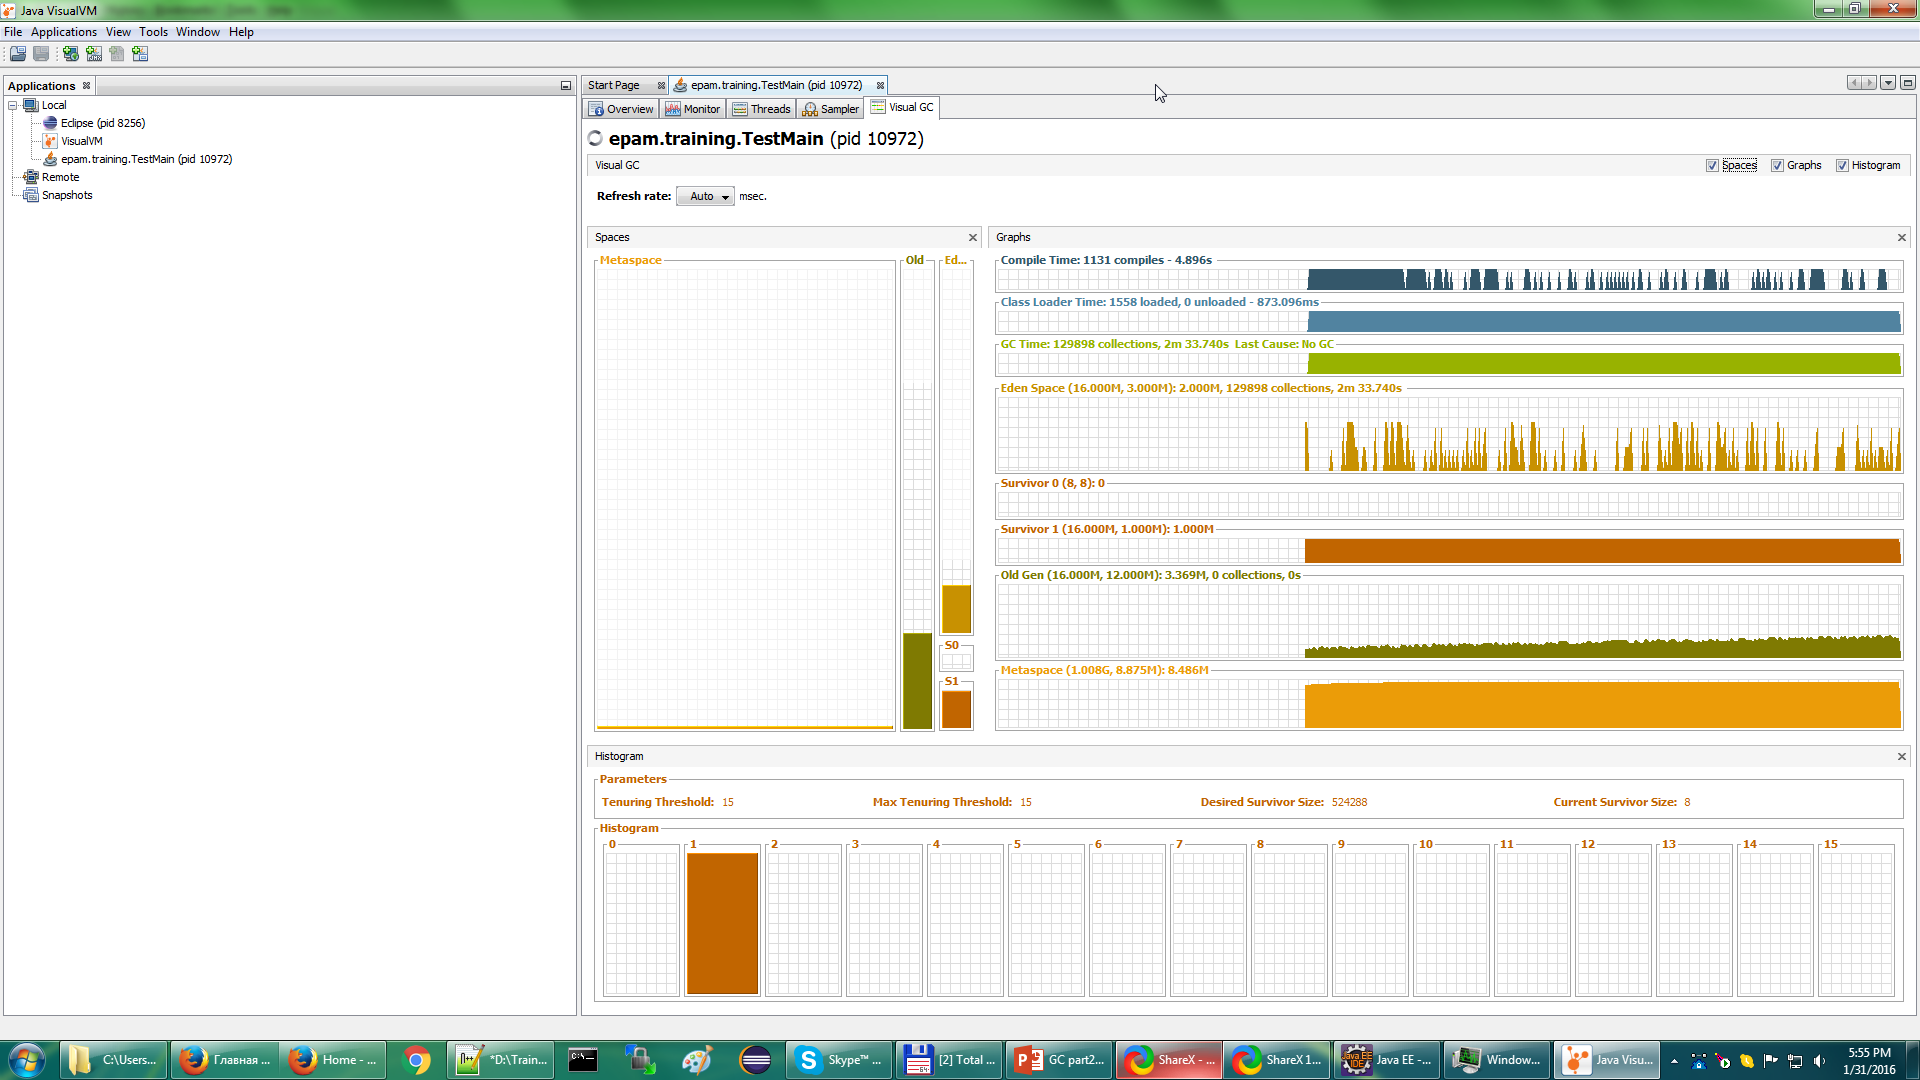 Java VisualVM
File Applications View Tools Window Help
Applications
Local
Eclipse (pid 8256)
VisualVM
epam.training.TestMain (pid 10972)
Remote
Snapshots
Start Page epam.training.TestMain (pid 10972)
Overview Monitor Threads Sampler Visual GC
epam.training.TestMain (pid 10972)
Visual GC Spaces Graphs Histogram
Refresh rate: Auto msec.
Spaces
Metaspace Old Ed...
S0
S1
Graphs
Compile Time: 1131 compiles - 4.896s
Class Loader Time: 1558 loaded, 0 unloaded - 873.096ms
GC Time: 129898 collections, 2m 33.740s Last Cause: No GC
Eden Space (16.000M, 3.000M): 2.000M, 129898 collections, 2m 33.740s
Survivor 0 (8, 8): 0
Survivor 1 (16.000M, 1.000M): 1.000M
Old Gen (16.000M, 12.000M): 3.369M, 0 collections, 0s
Metaspace (1.008G, 8.875M): 8.486M
Histogram
Parameters
Tenuring Threshold: 15 Max Tenuring Threshold: 15 Desired Survivor Size: 524288 Current Survivor Size: 8
Histogram
0 1 2 3 4 5 6 7 8 9 10 11 12 13 14 15
C:\Users... Главная ... Home - ... *D:\Train... Skype™ ... [2] Total ... GC part2... ShareX - ... ShareX 1... Java EE -... Window... Java Visu...
5:55 PM
1/31/2016